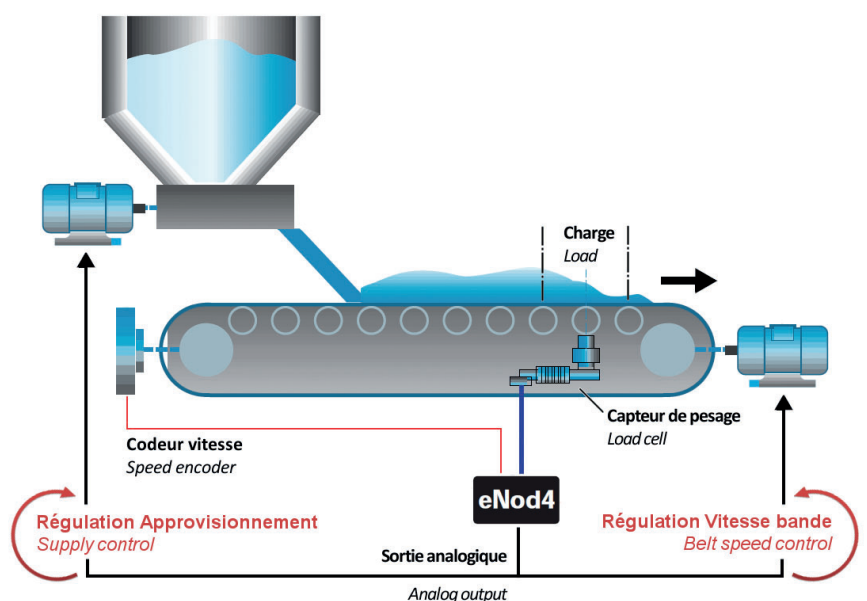 Charge
Load
Capteur de pesage
Load cell
Codeur vitesse
Speed encoder
eNod4
Régulation Approvisionnement
Supply control
Régulation Vitesse bande
Belt speed control
Sortie analogique
Analog output